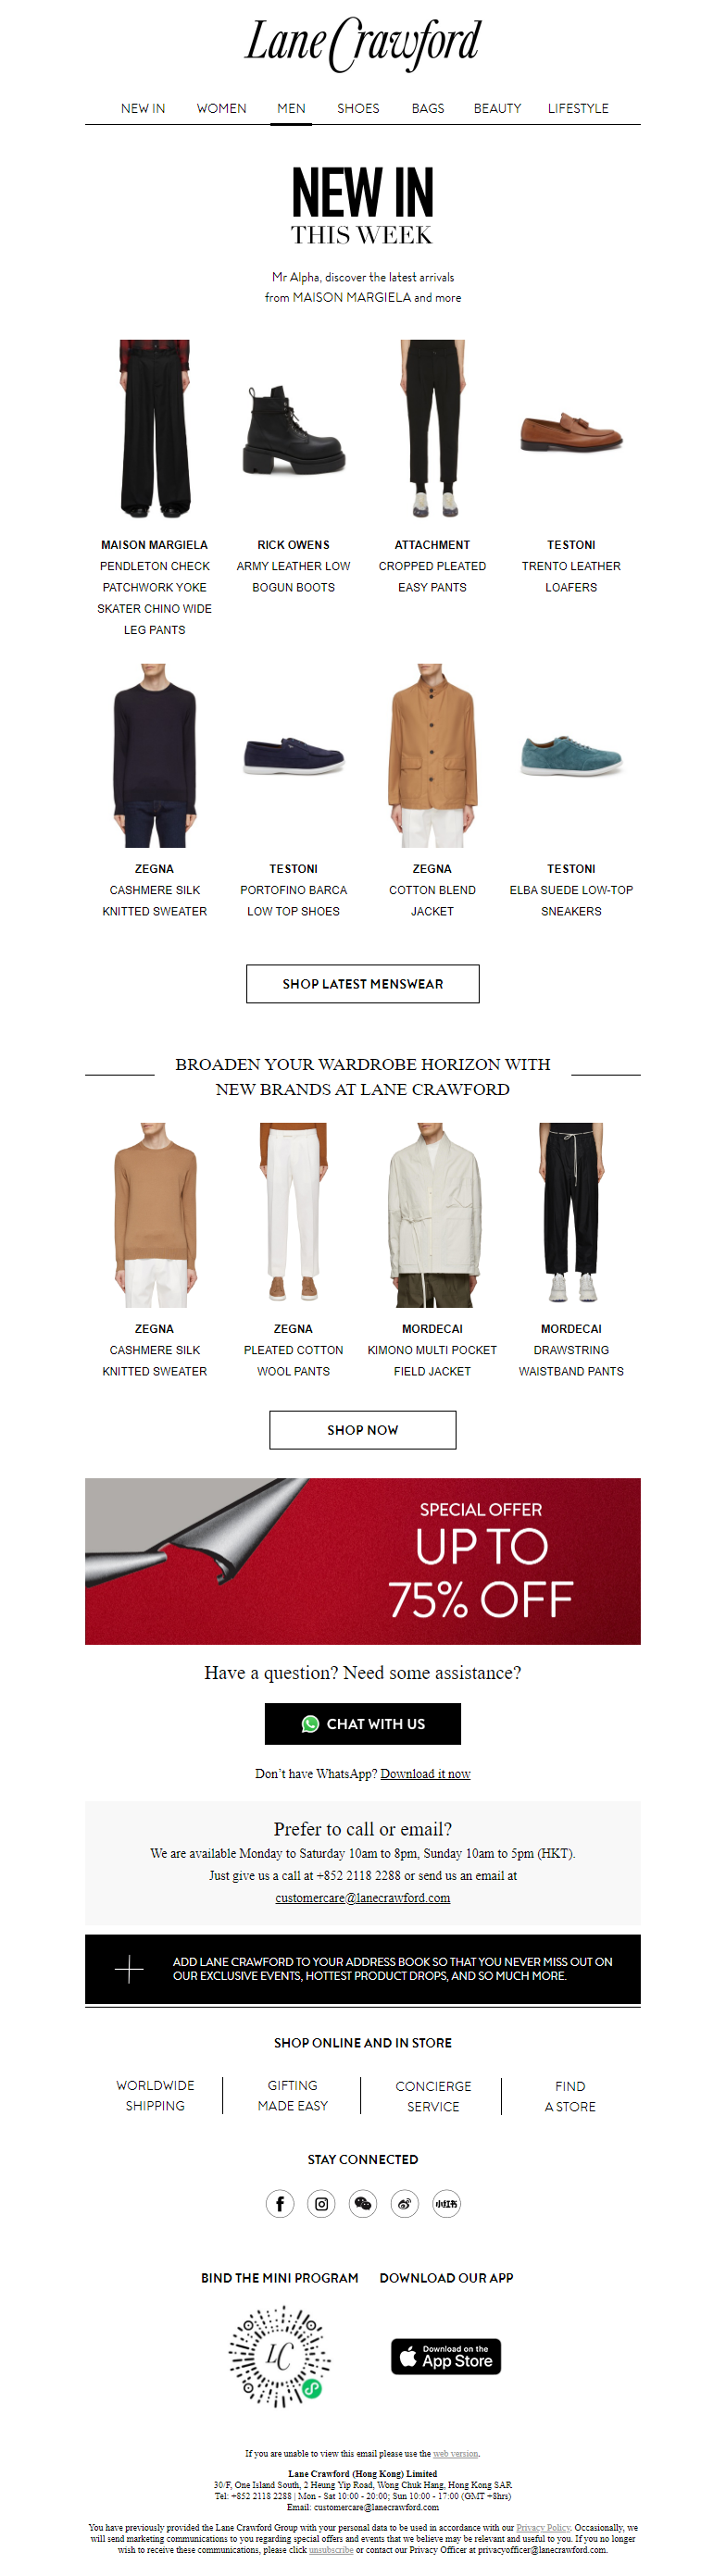 Lane Crawford
NEW IN WOMEN MEN SHOES BAGS BEAUTY LIFESTYLE
NEW IN
THIS WEEK
Mr Alpha, discover the latest arrivals
from MAISON MARGIELA and more
MAISON MARGIELA
PENDLETON CHECK
PATCHWORK YOKE
SKATER CHINO WIDE
LEG PANTS
RICK OWENS
ARMY LEATHER LOW
BOGUN BOOTS
ATTACHMENT
CROPPED PLEATED
EASY PANTS
TESTONI
TRENTO LEATHER
LOAFERS
ZEGNA
CASHMERE SILK
KNITTED SWEATER
TESTONI
PORTOFINO BARCA
LOW TOP SHOES
ZEGNA
COTTON BLEND
JACKET
TESTONI
ELBA SUEDE LOW-TOP
SNEAKERS
SHOP LATEST MENSWEAR
BROADEN YOUR WARDROBE HORIZON WITH
NEW BRANDS AT LANE CRAWFORD
ZEGNA
CASHMERE SILK
KNITTED SWEATER
ZEGNA
PLEATED COTTON
WOOL PANTS
MORDECAI
KIMONO MULTI POCKET
FIELD JACKET
MORDECAI
DRAWSTRING
WAISTBAND PANTS
SHOP NOW
SPECIAL OFFER
UP TO
75% OFF
Have a question? Need some assistance?
CHAT WITH US
Don't have WhatsApp? Download it now
Prefer to call or email?
We are available Monday to Saturday 10am to 8pm, Sunday 10am to 5pm (HKT).
Just give us a call at +852 2118 2288 or send us an email at
customercare@lanecrawford.com
ADD LANE CRAWFORD TO YOUR ADDRESS BOOK SO THAT YOU NEVER MISS OUT ON
OUR EXCLUSIVE EVENTS, HOTTEST PRODUCT DROPS, AND SO MUCH MORE.
SHOP ONLINE AND IN STORE
WORLDWIDE
SHIPPING
GIFTING
MADE EASY
CONCIERGE
SERVICE
FIND
A STORE
STAY CONNECTED
小红书
BIND THE MINI PROGRAM
DOWNLOAD OUR APP
LC
Download on the
App Store
If you are unable to view this email please use the web version.
Lane Crawford (Hong Kong) Limited
30/F, One Island South, 2 Heung Yip Road, Wong Chuk Hang, Hong Kong SAR
Tel: +852 2118 2288 | Mon - Sat 10:00 - 20:00; Sun 10:00 - 17:00 (GMT +8hrs)
Email: customercare@lanecrawford.com
You have previously provided the Lane Crawford Group with your personal data to be used in accordance with our Privacy Policy. Occasionally, we
will send marketing communications to you regarding special offers and events that we believe may be relevant and useful to you. If you no longer
wish to receive these communications, please click unsubscribe or contact our Privacy Officer at privacyofficer@lanecrawford.com.